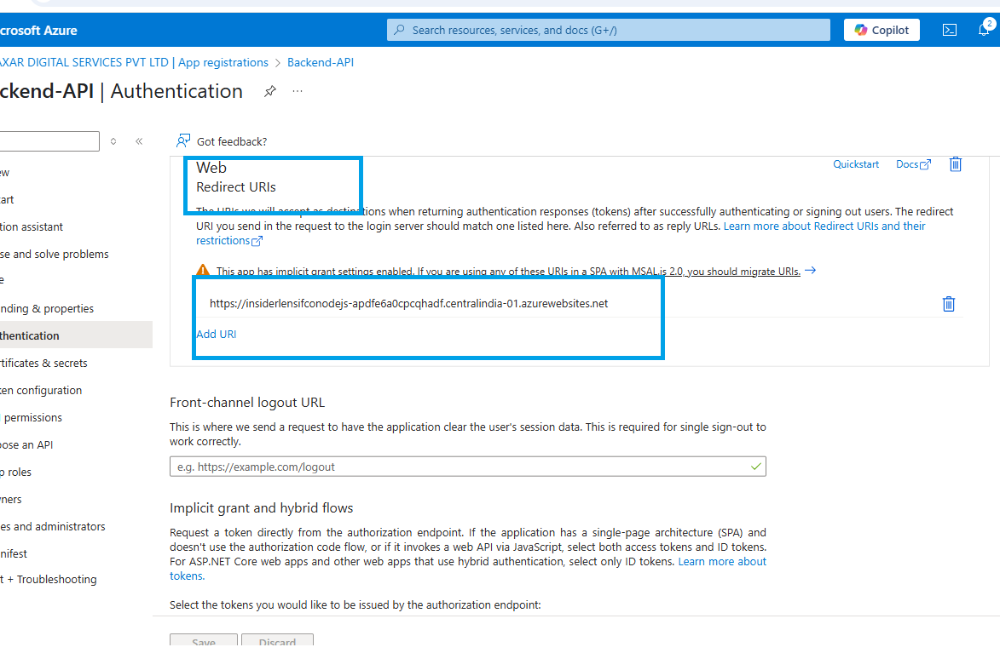 crosoft Azure
Search resources, services, and docs (G+/)
Copilot
2
AXAR DIGITAL SERVICES PVT LTD | App registrations > Backend-API
ckend-API | Authentication
...
Got feedback?
Web
Quickstart
Docs
Redirect URIs
The URIs we will accept as destinations when returning authentication responses (tokens) after successfully authenticating or signing out users. The redirect
URI you send in the request to the login server should match one listed here. Also referred to as reply URLs. Learn more about Redirect URIs and their
restrictions
This app has implicit grant settings enabled. If you are using any of these URIs in a SPA with MSAL.js 2.0, you should migrate URIs.
https://insiderlensifconodejs-apdfe6a0cpcqhadf.centralindia-01.azurewebsites.net
Add URI
ew
art
tion assistant
se and solve problems
e
nding & properties
thentication
rtificates & secrets
ken configuration
permissions
pose an API
p roles
ners
es and administrators
nifest
t + Troubleshooting
Front-channel logout URL
This is where we send a request to have the application clear the user's session data. This is required for single sign-out to
work correctly.
e.g. https://example.com/logout
Implicit grant and hybrid flows
Request a token directly from the authorization endpoint. If the application has a single-page architecture (SPA) and
doesn't use the authorization code flow, or if it invokes a web API via JavaScript, select both access tokens and ID tokens.
For ASP.NET Core web apps and other web apps that use hybrid authentication, select only ID tokens. Learn more about
tokens.
Select the tokens you would like to be issued by the authorization endpoint:
Save
Discard